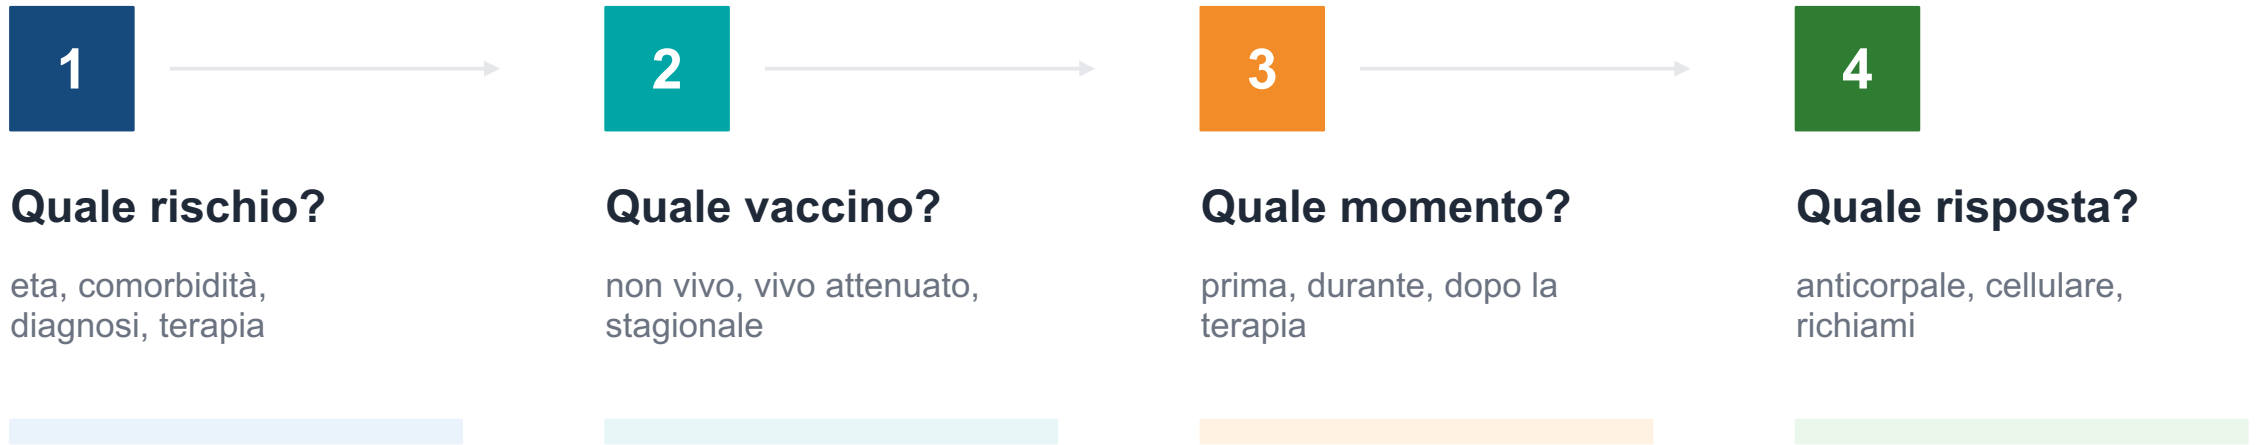 1
2
3
4
Quale rischio?
eta, comorbidità,
diagnosi, terapia
Quale vaccino?
non vivo, vivo attenuato,
stagionale
Quale momento?
prima, durante, dopo la
terapia
Quale risposta?
anticorpale, cellulare,
richiami